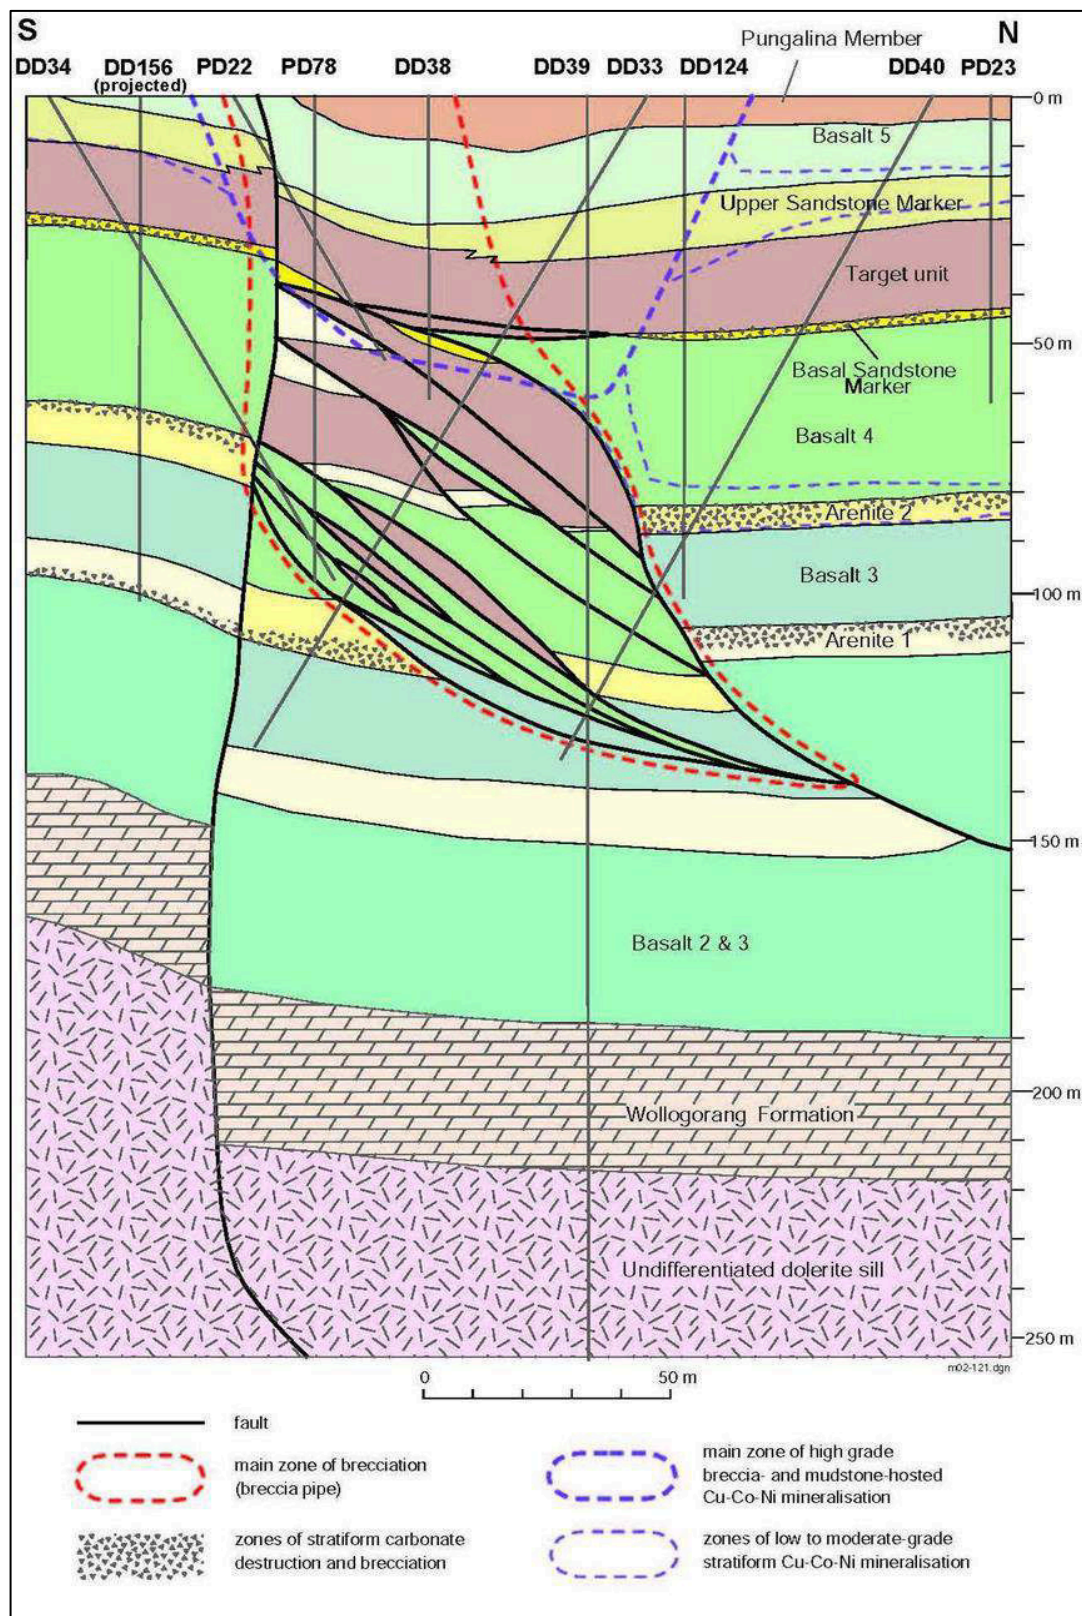 S
N
Pungalina Member
DD34
DD156
(projected)
PD22
PD78
DD38
DD39
DD33
DD124
DD40
PD23
0 m
Basalt 5
Upper Sandstone Marker
Target unit
50 m
Basal Sandstone
Marker
Basalt 4
Arenite 2
Basalt 3
100 m
Arenite 1
150 m
Basalt 2 & 3
200 m
Wollogorang Formation
Undifferentiated dolerite sill
250 m
m02-121.dgn
0
50 m
fault
main zone of brecciation
(breccia pipe)
zones of stratiform carbonate
destruction and brecciation
main zone of high grade
breccia- and mudstone-hosted
Cu-Co-Ni mineralisation
zones of low to moderate-grade
stratiform Cu-Co-Ni mineralisation